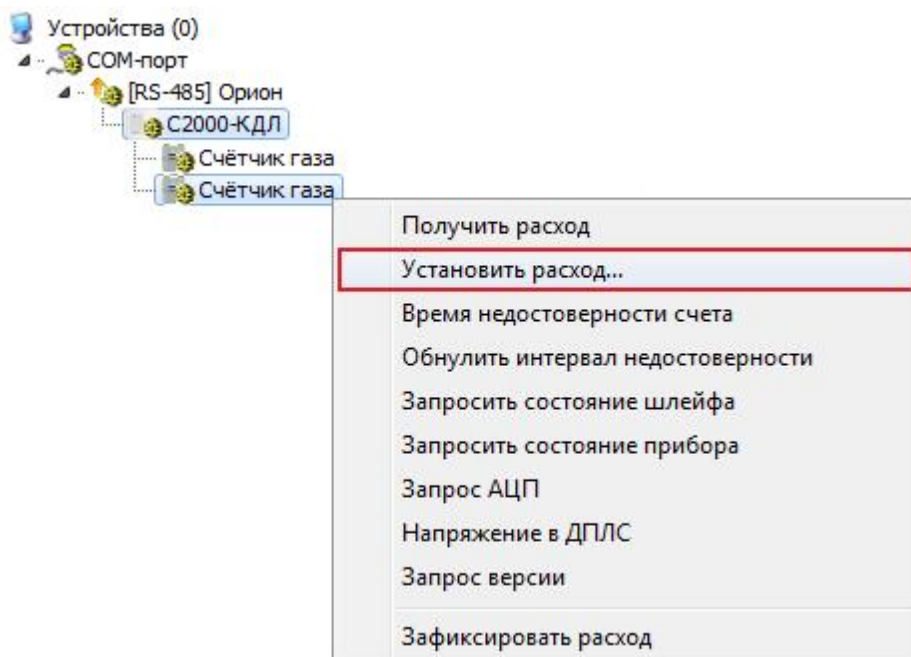 Устройства (0)
COM-порт
[RS-485] Орион
С2000-КДЛ
Счётчик газа
Счётчик газа
Получить расход
Установить расход...
Время недостоверности счета
Обнулить интервал недостоверности
Запросить состояние шлейфа
Запросить состояние прибора
Запрос АЦП
Напряжение в ДПЛС
Запрос версии
Зафиксировать расход